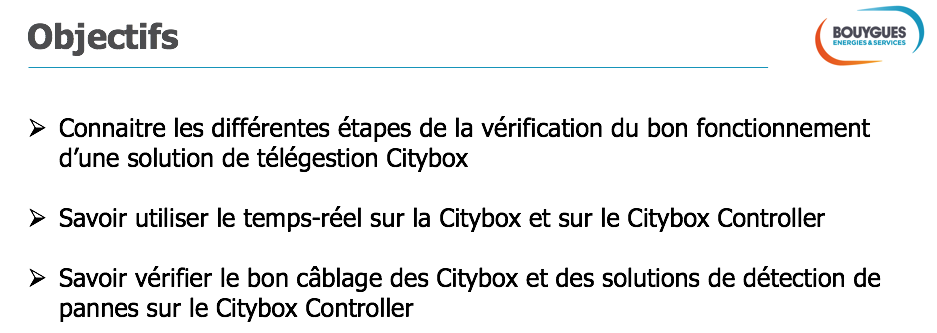 Objectifs
BOUYGUES
ENERGIES & SERVICES
➢ Connaitre les différentes étapes de la vérification du bon fonctionnement
d’une solution de télégestion Citybox
➢ Savoir utiliser le temps-réel sur la Citybox et sur le Citybox Controller
➢ Savoir vérifier le bon câblage des Citybox et des solutions de détection de
pannes sur le Citybox Controller